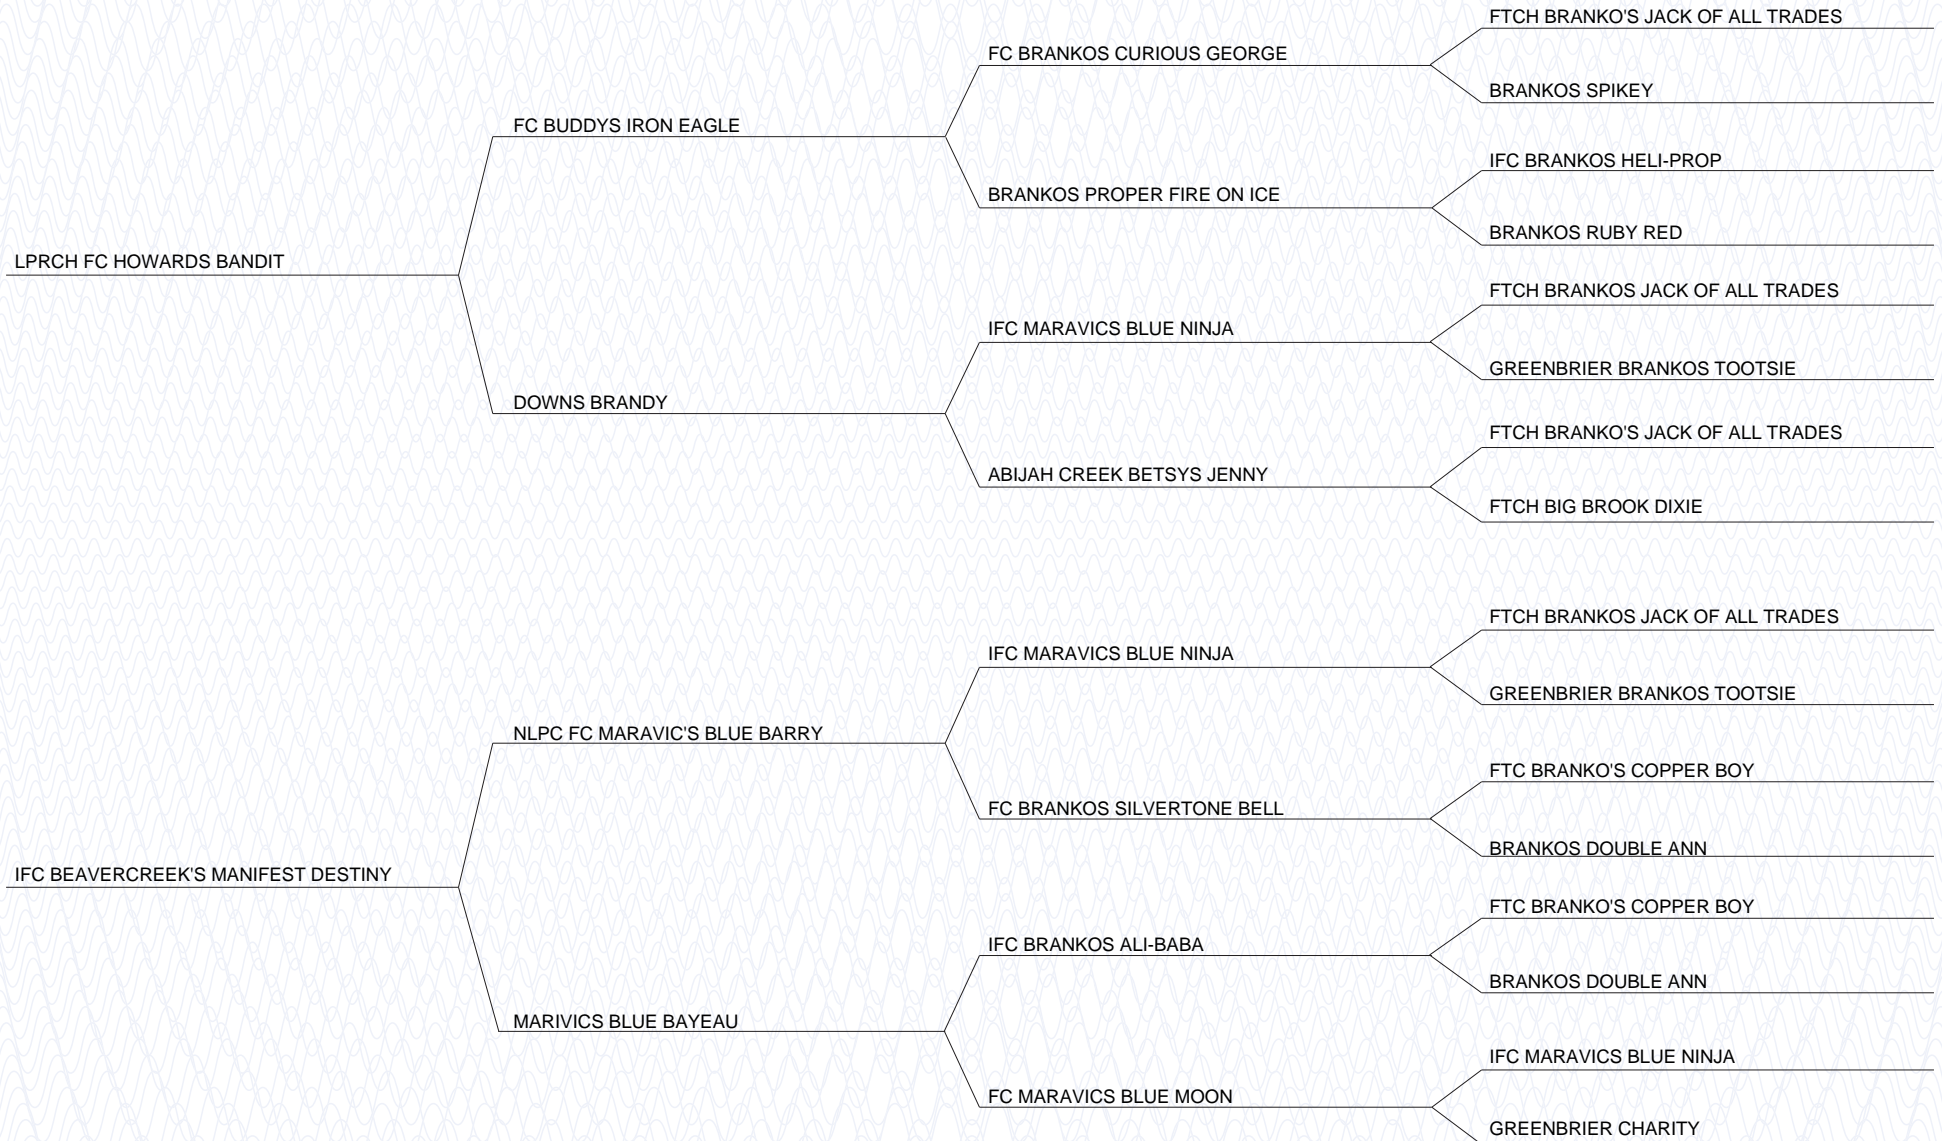 FTCH BRANKO'S JACK OF ALL TRADES
FC BRANKOS CURIOUS GEORGE
BRANKOS SPIKEY
FC BUDDYS IRON EAGLE
IFC BRANKOS HELI-PROP
BRANKOS PROPER FIRE ON ICE
BRANKOS RUBY RED
LPRCH FC HOWARDS BANDIT
FTCH BRANKOS JACK OF ALL TRADES
IFC MARAVICS BLUE NINJA
GREENBRIER BRANKOS TOOTSIE
DOWNS BRANDY
FTCH BRANKO'S JACK OF ALL TRADES
ABIJAH CREEK BETSYS JENNY
FTCH BIG BROOK DIXIE
FTCH BRANKOS JACK OF ALL TRADES
IFC MARAVICS BLUE NINJA
GREENBRIER BRANKOS TOOTSIE
NLPC FC MARAVIC'S BLUE BARRY
FTC BRANKO'S COPPER BOY
FC BRANKOS SILVERTONE BELL
BRANKOS DOUBLE ANN
IFC BEAVERCREEK'S MANIFEST DESTINY
FTC BRANKO'S COPPER BOY
IFC BRANKOS ALI-BABA
BRANKOS DOUBLE ANN
MARIVICS BLUE BAYEAU
IFC MARAVICS BLUE NINJA
FC MARAVICS BLUE MOON
GREENBRIER CHARITY